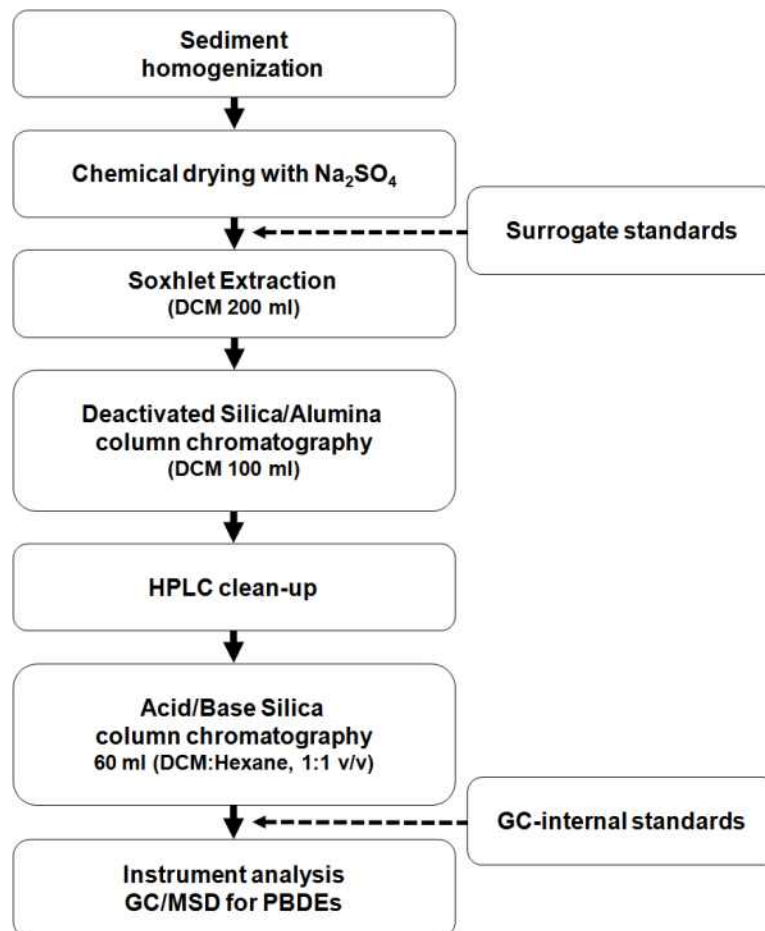 Sediment
homogenization
Chemical drying with Na₂SO₄
Surrogate standards
Soxhlet Extraction
(DCM 200 ml)
Deactivated Silica/Alumina
column chromatography
(DCM 100 ml)
HPLC clean-up
Acid/Base Silica
column chromatography
60 ml (DCM:Hexane, 1:1 v/v)
GC-internal standards
Instrument analysis
GC/MSD for PBDEs